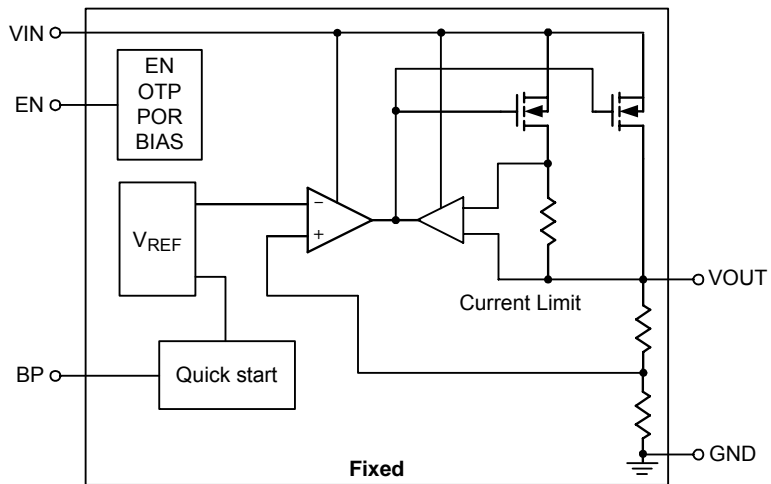 VIN
EN
EN
OTP
POR
BIAS
VREF
−
+
Current Limit
VOUT
BP
Quick start
GND
Fixed